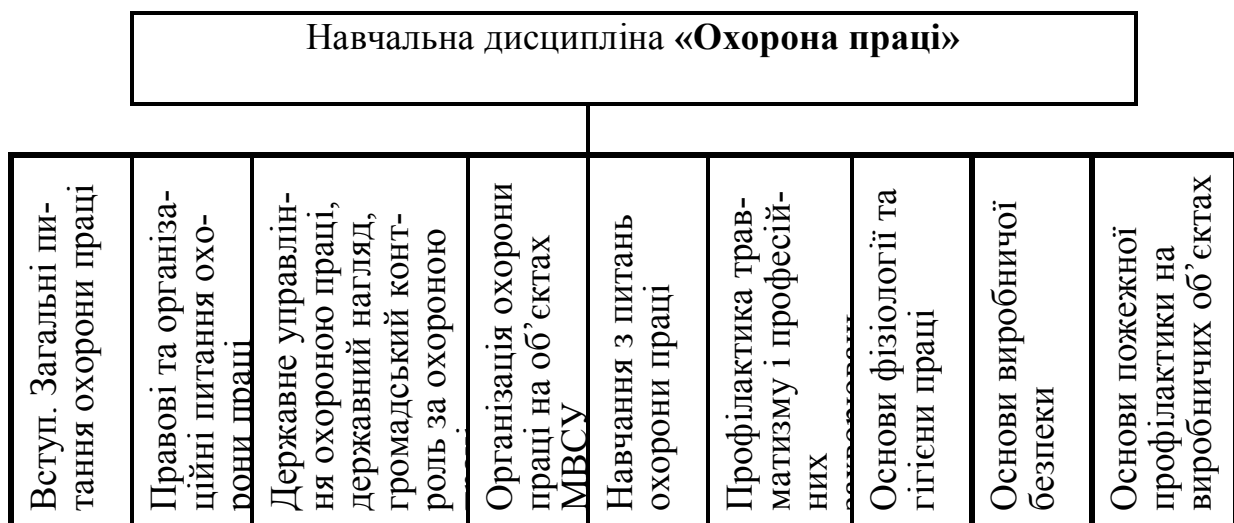 Навчальна дисципліна «Охорона праці»
Вступ. Загальні пи-
тання охорони праці
Правові та організа-
ційні питання охо-
рони праці
Державне управлін-
ня охороною праці,
державний нагляд,
громадський конт-
роль за охороною
Організація охорони
праці на об’єктах
МВСУ
Навчання з питань
охорони праці
Профілактика трав-
матизму і професій-
них
Основи фізіології та
гігієни праці
Основи виробничої
безпеки
Основи пожежної
профілактики на
виробничих об’єктах